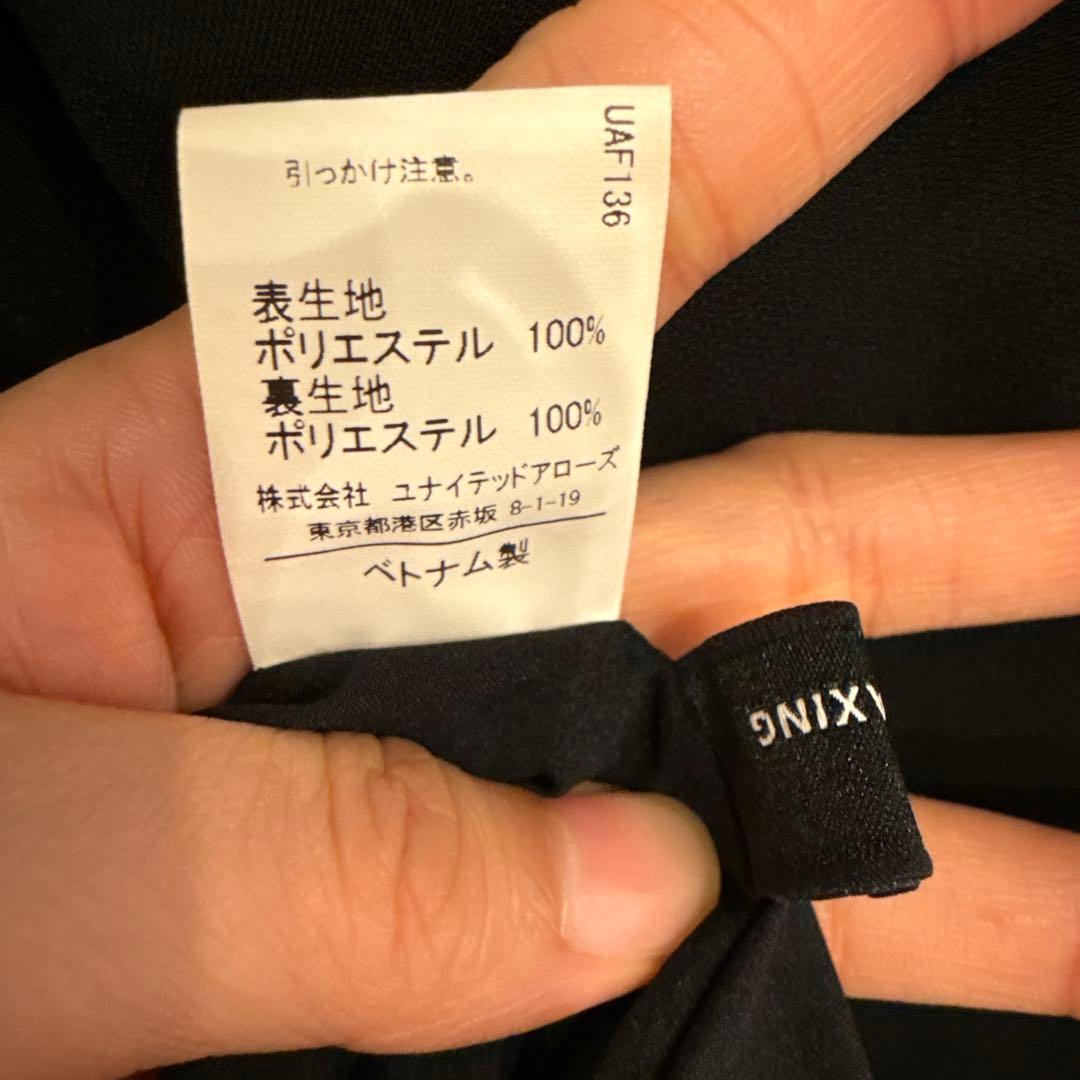 UAF136
引っかけ注意。
表生地
ポリエステル 100%
裏生地
ポリエステル 100%
株式会社 ユナイテッドアローズ
東京都港区赤坂 8-1-19
ベトナム製
XING